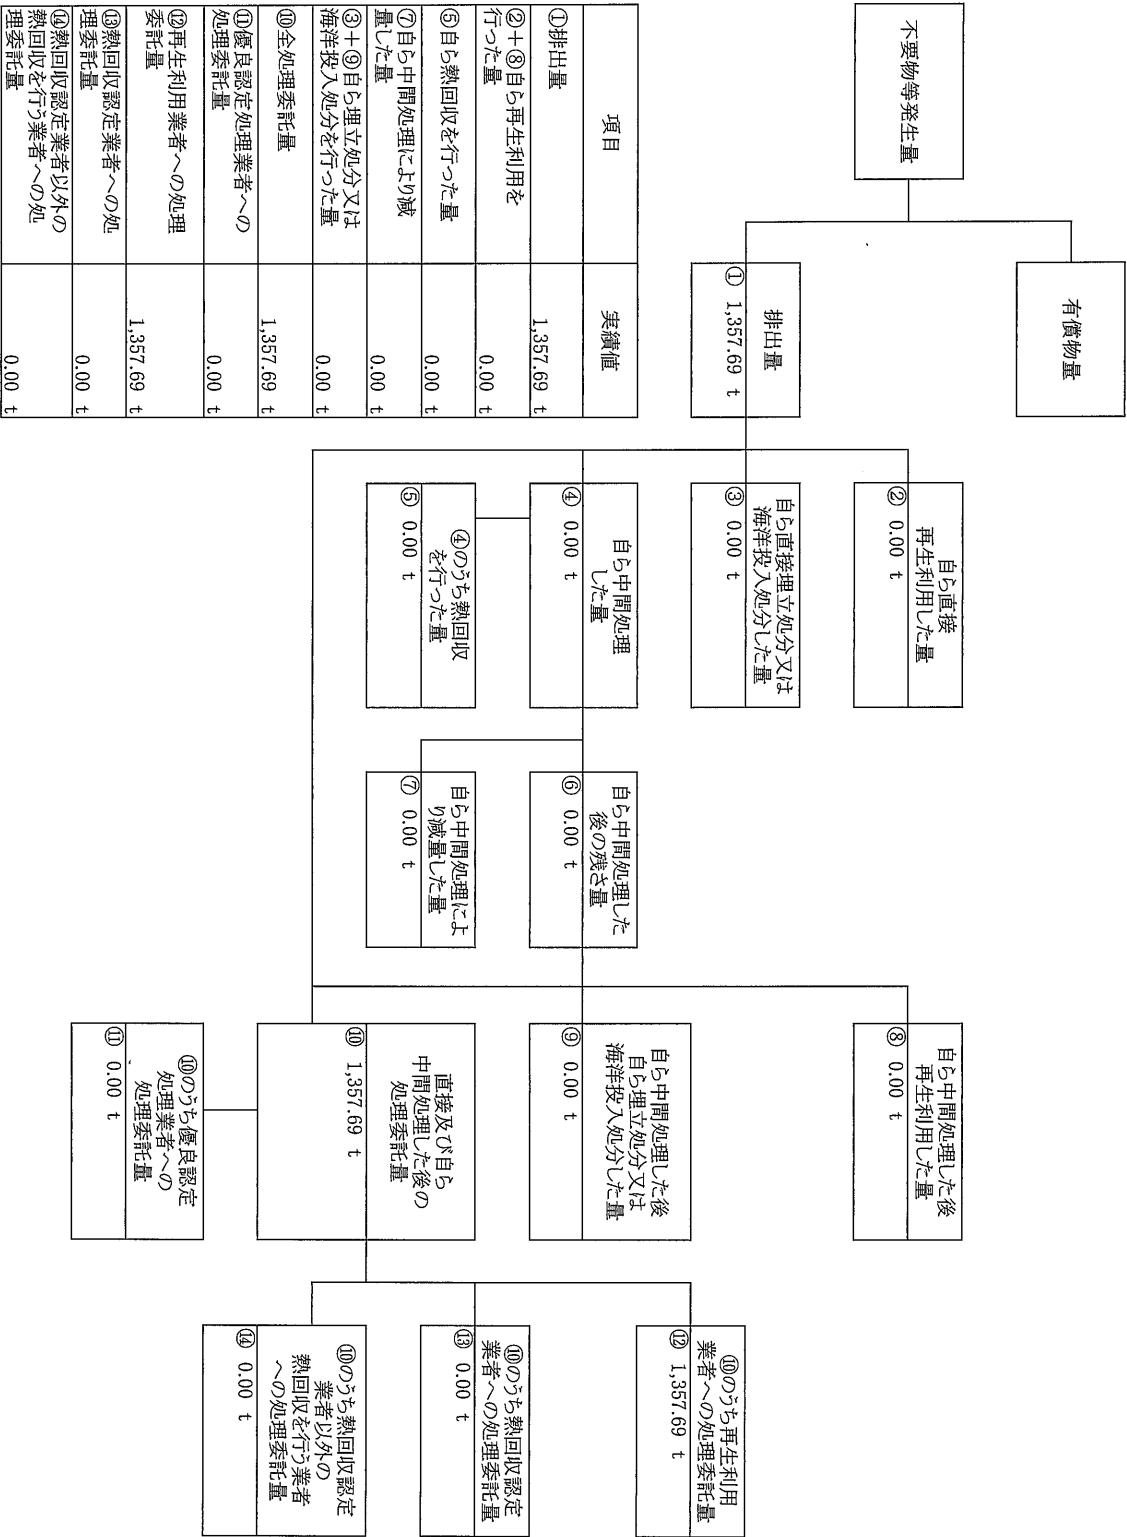 不要物等発生量
有償物量
排出量
① 1,357.69 t
自ら直接
再生利用した量
② 0.00 t
自ら直接埋立処分又は
海洋投入処分した量
③ 0.00 t
自ら中間処理
した量
④ 0.00 t
④のうち熱回収
を行った量
⑤ 0.00 t
自ら中間処理した
後の残さ量
⑥ 0.00 t
自ら中間処理によ
り減量した量
⑦ 0.00 t
自ら中間処理した後
再生利用した量
⑧ 0.00 t
自ら中間処理した後
自ら埋立処分又は
海洋投入処分した量
⑨ 0.00 t
直接及び自ら
中間処理した後の
処理委託量
⑩ 1,357.69 t
⑩のうち優良認定
処理業者への
処理委託量
⑪ 0.00 t
⑩のうち再生利用
業者への処理委託量
⑫ 1,357.69 t
⑩のうち熱回収認定
業者への処理委託量
⑬ 0.00 t
⑩のうち熱回収認定
業者以外の
熱回収を行う業者
への処理委託量
⑭ 0.00 t
項目 実績値
①排出量 1,357.69 t
②+⑧自ら再生利用を
行った量 0.00 t
⑤自ら熱回収を行った量 0.00 t
⑦自ら中間処理により減
量した量 0.00 t
③+⑨自ら埋立処分又は
海洋投入処分を行った量 0.00 t
⑩全処理委託量 1,357.69 t
⑪優良認定処理業者への
処理委託量 0.00 t
⑫再生利用業者への処理
委託量 1,357.69 t
⑬熱回収認定業者への処
理委託量 0.00 t
⑭熱回収認定業者以外の
熱回収を行う業者への処
理委託量 0.00 t